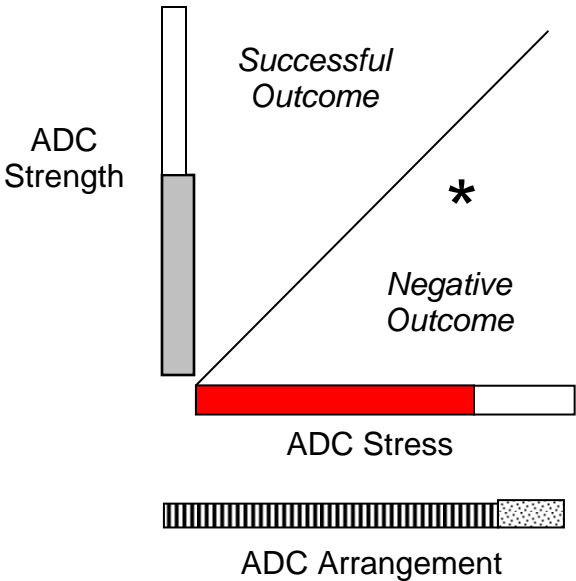 Successful
Outcome
ADC
Strength
*
Negative
Outcome
ADC Stress
ADC Arrangement